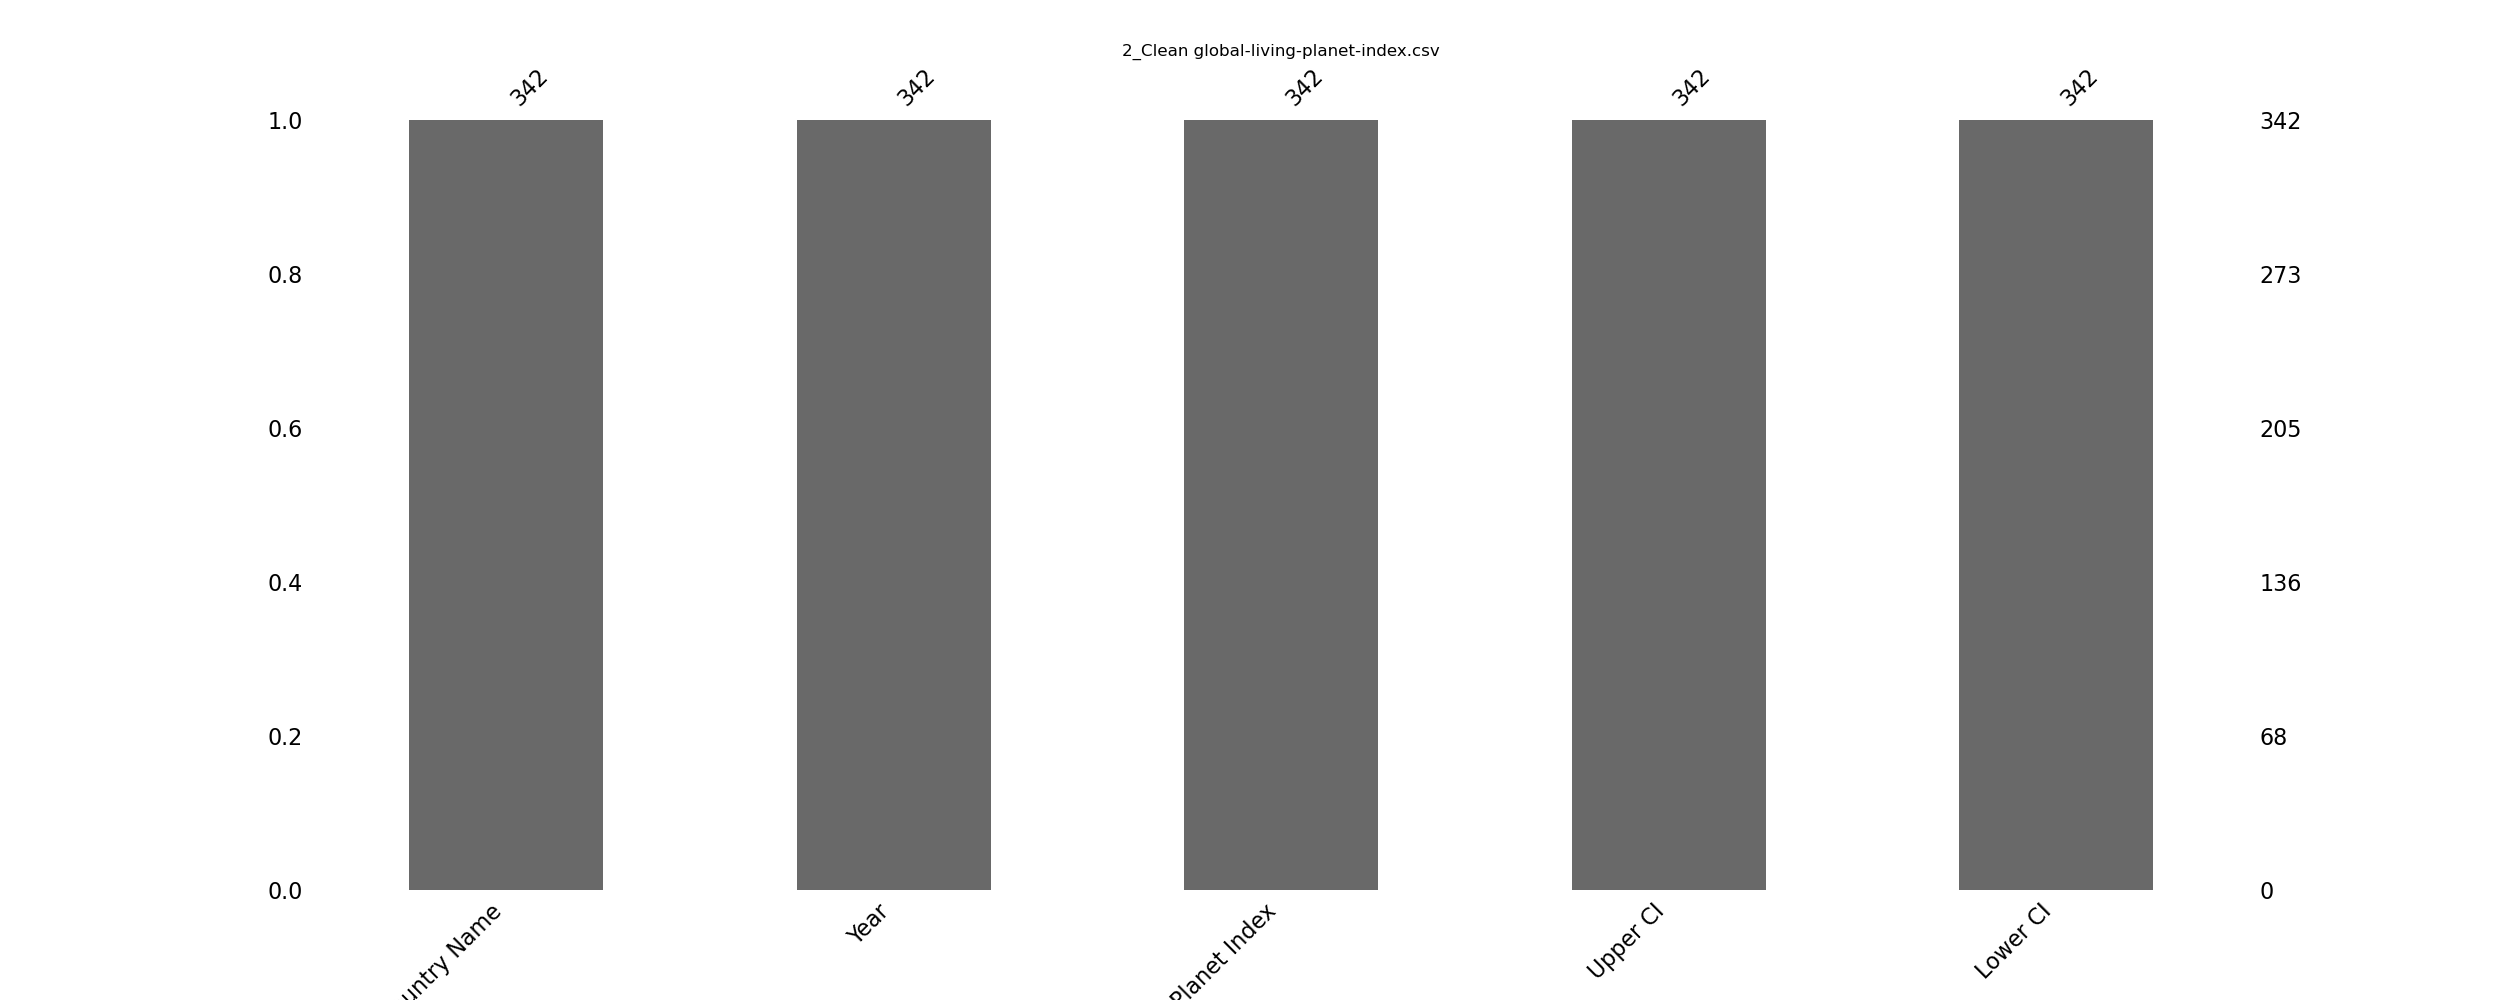 2_Clean global-living-planet-index.csv
342 342 342 342 342
1.0 342
0.8 273
0.6 205
0.4 136
0.2 68
0.0 0
untry Name Year Planet Index Upper CI Lower CI